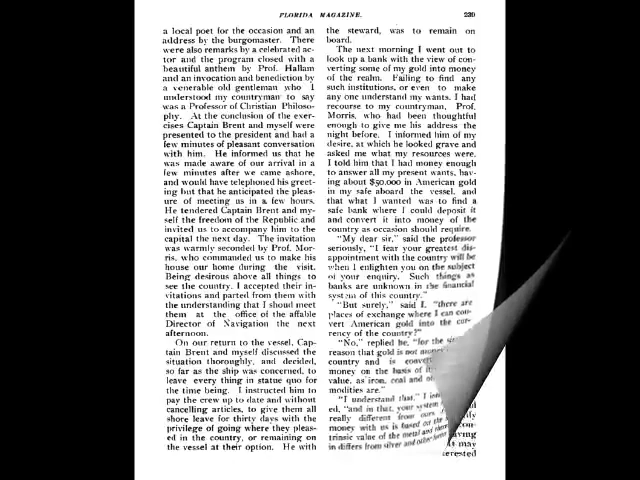 FLORIDA MAGAZINE.
239
a local poet for the occasion and an
address by the burgomaster. There
were also remarks by a celebrated ac-
tor and the program closed with a
beautiful anthem by Prof. Hallam
and an invocation and benediction by
a venerable old gentleman who I
understood my countryman to say
was a Professor of Christian Philoso-
phy. At the conclusion of the exer-
cises Captain Brent and myself were
presented to the president and had a
few minutes of pleasant conversation
with him. He informed us that he
was made aware of our arrival in a
few minutes after we came ashore,
and would have telephoned his greet-
ing but that he anticipated the pleas-
ure of meeting us in a few hours.
He tendered Captain Brent and my-
self the freedom of the Republic and
invited us to accompany him to the
capital the next day. The invitation
was warmly seconded by Prof. Mor-
ris, who commanded us to make his
house our home during the visit.
Being desirous above all things to
see the country. I accepted their in-
vitations and parted from them with
the understanding that I should meet
them at the office of the affable
Director of Navigation the next
afternoon.
On our return to the vessel, Cap-
tain Brent and myself discussed the
situation thoroughly, and decided,
so far as the ship was concerned, to
leave every thing in statue quo for
the time being. I instructed him to
pay the crew up to date and without
cancelling articles, to give them all
shore leave for thirty days with the
privilege of going where they pleas-
ed in the country, or remaining on
the vessel at their option. He with
the steward, was to remain on
board.
The next morning I went out to
look up a bank with the view of con-
verting some of my gold into money
of the realm. Failing to find any
such institutions, or even to make
any one understand my wants. I had
recourse to my countryman, Prof.
Morris, who had been thoughtful
enough to give me his address the
night before. I informed him of my
desire, at which he looked grave and
asked me what my resources were.
I told him that I had money enough
to answer all my present wants, hav-
ing about $50,000 in American gold
in my safe aboard the vessel, and
that what I wanted was to find a
safe bank where I could deposit it
and convert it into money of the
country as occasion should require.
"My dear sir," said the professor
seriously, "I fear your greatest dis-
appointment with the country will be
when I enlighten you on the subject
of your enquiry. Such things as
banks are unknown in the financial
system of this country."
"But surely," said I, "there are
places of exchange where I can con-
vert American gold into the cur-
rency of the country?"
"No," replied he, "for the
reason that gold is not money
country and is
money on the basis of
value, as iron, coal and
modities are."
"I understand that," I
ed, "and in that, your system
really different from ours
money with us is based on the
trinsic value of the metal and
in differs from silver and other
may
erested